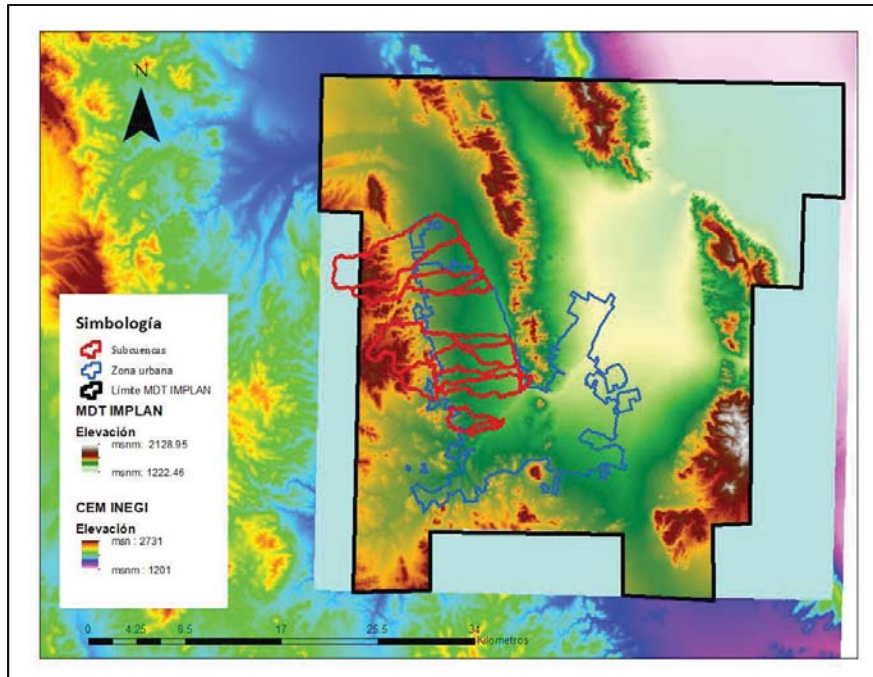 N
Simbología
Subcuencas
Zona urbana
Límite MDT IMPLAN
MDT IMPLAN
Elevación
msnm: 2128.95
msnm: 1222.46
CEM INEGI
Elevación
msn : 2731
msnm : 1201
0 4.25 8.5 17 25.5 34
Kilometros